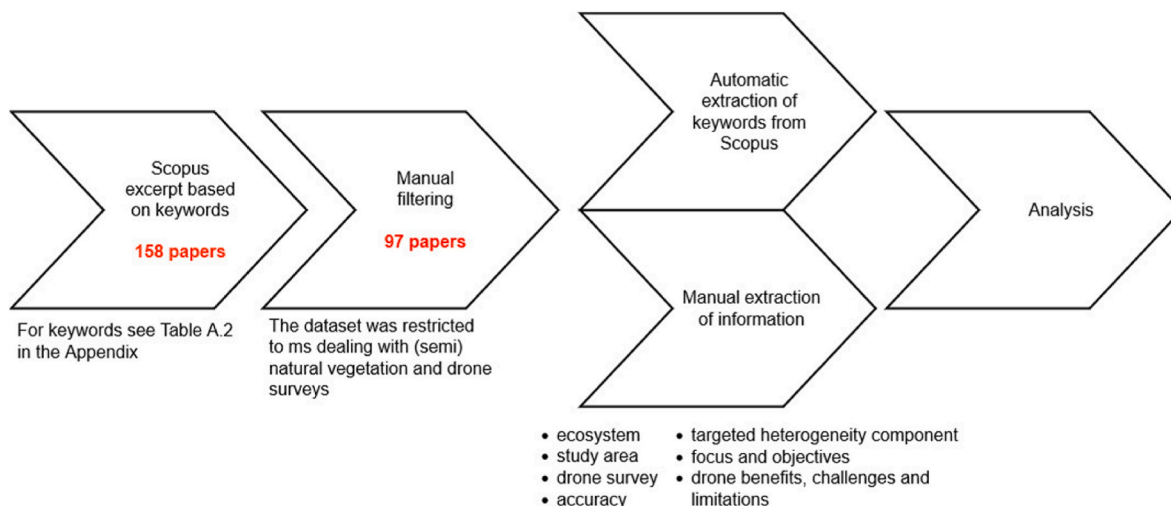 Scopus
excerpt based
on keywords
158 papers
For keywords see Table A.2
in the Appendix
Manual
filtering
97 papers
The dataset was restricted
to ms dealing with (semi)
natural vegetation and drone
surveys
Automatic
extraction of
keywords from
Scopus
Manual extraction
of information
• ecosystem
• study area
• drone survey
• accuracy
• targeted heterogeneity component
• focus and objectives
• drone benefits, challenges and
limitations
Analysis